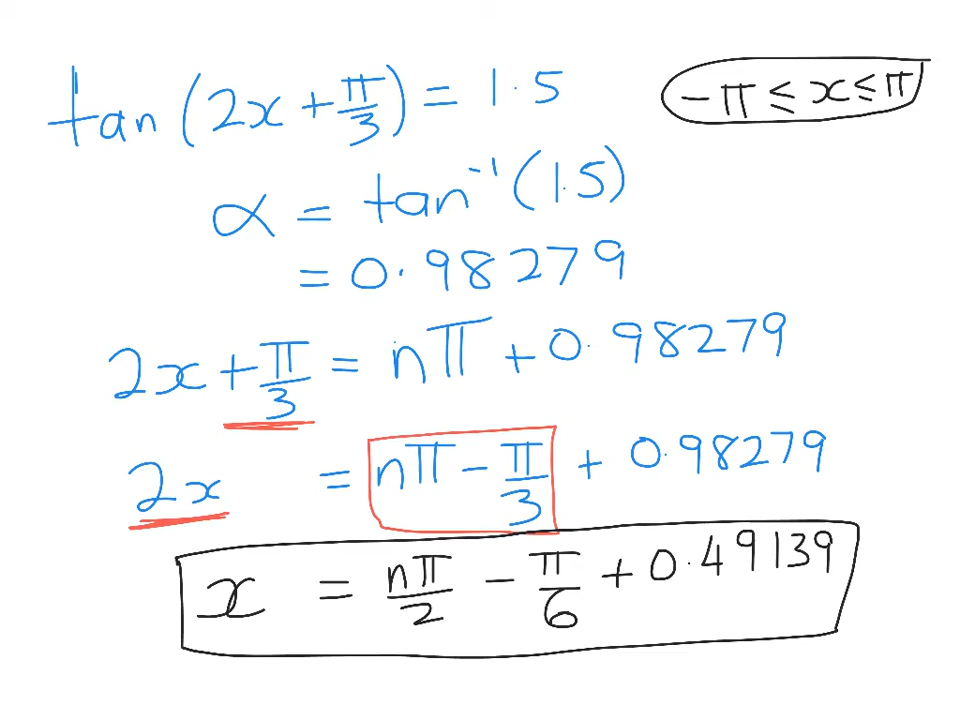 tan(2x + π/3) = 1.5
-π ≤ x ≤ π
α = tan⁻¹(1.5)
= 0.98279
2x + π/3 = nπ + 0.98279
2x = nπ - π/3 + 0.98279
x = nπ/2 - π/6 + 0.49139